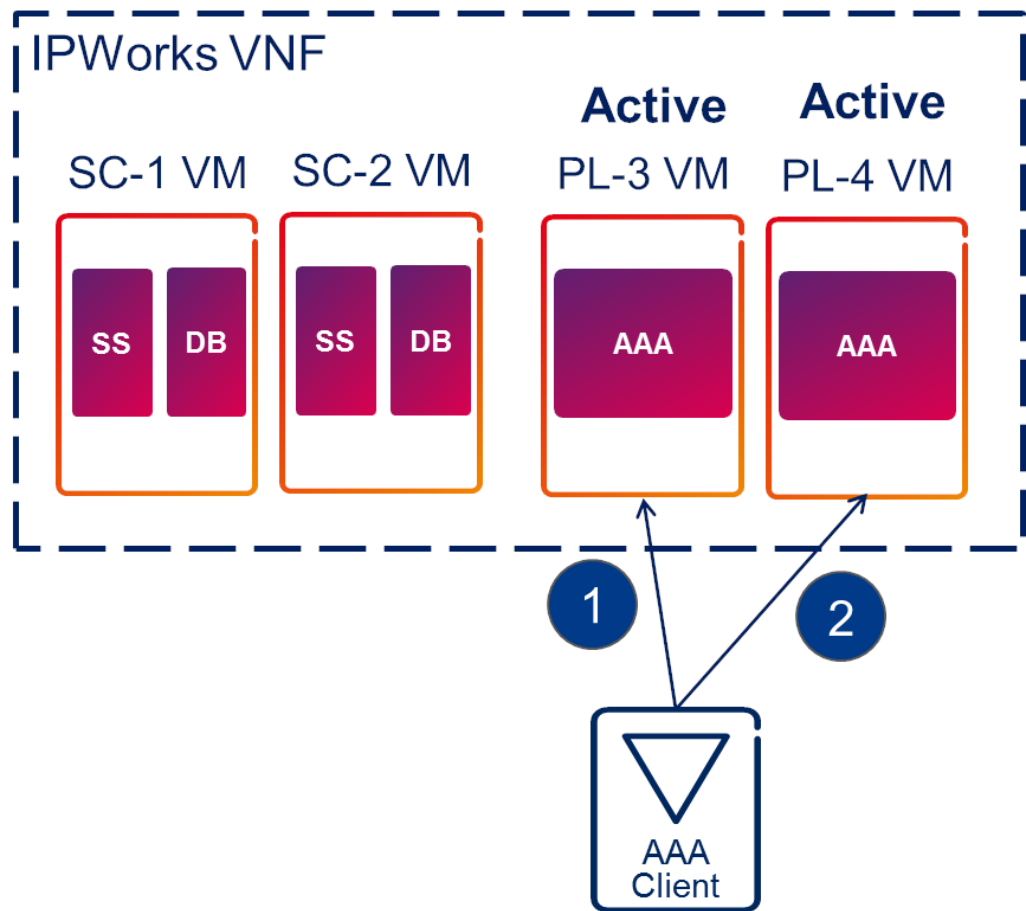 IPWorks VNF
Active
Active
SC-1 VM
SC-2 VM
PL-3 VM
PL-4 VM
SS
DB
SS
DB
AAA
AAA
1
2
AAA
Client